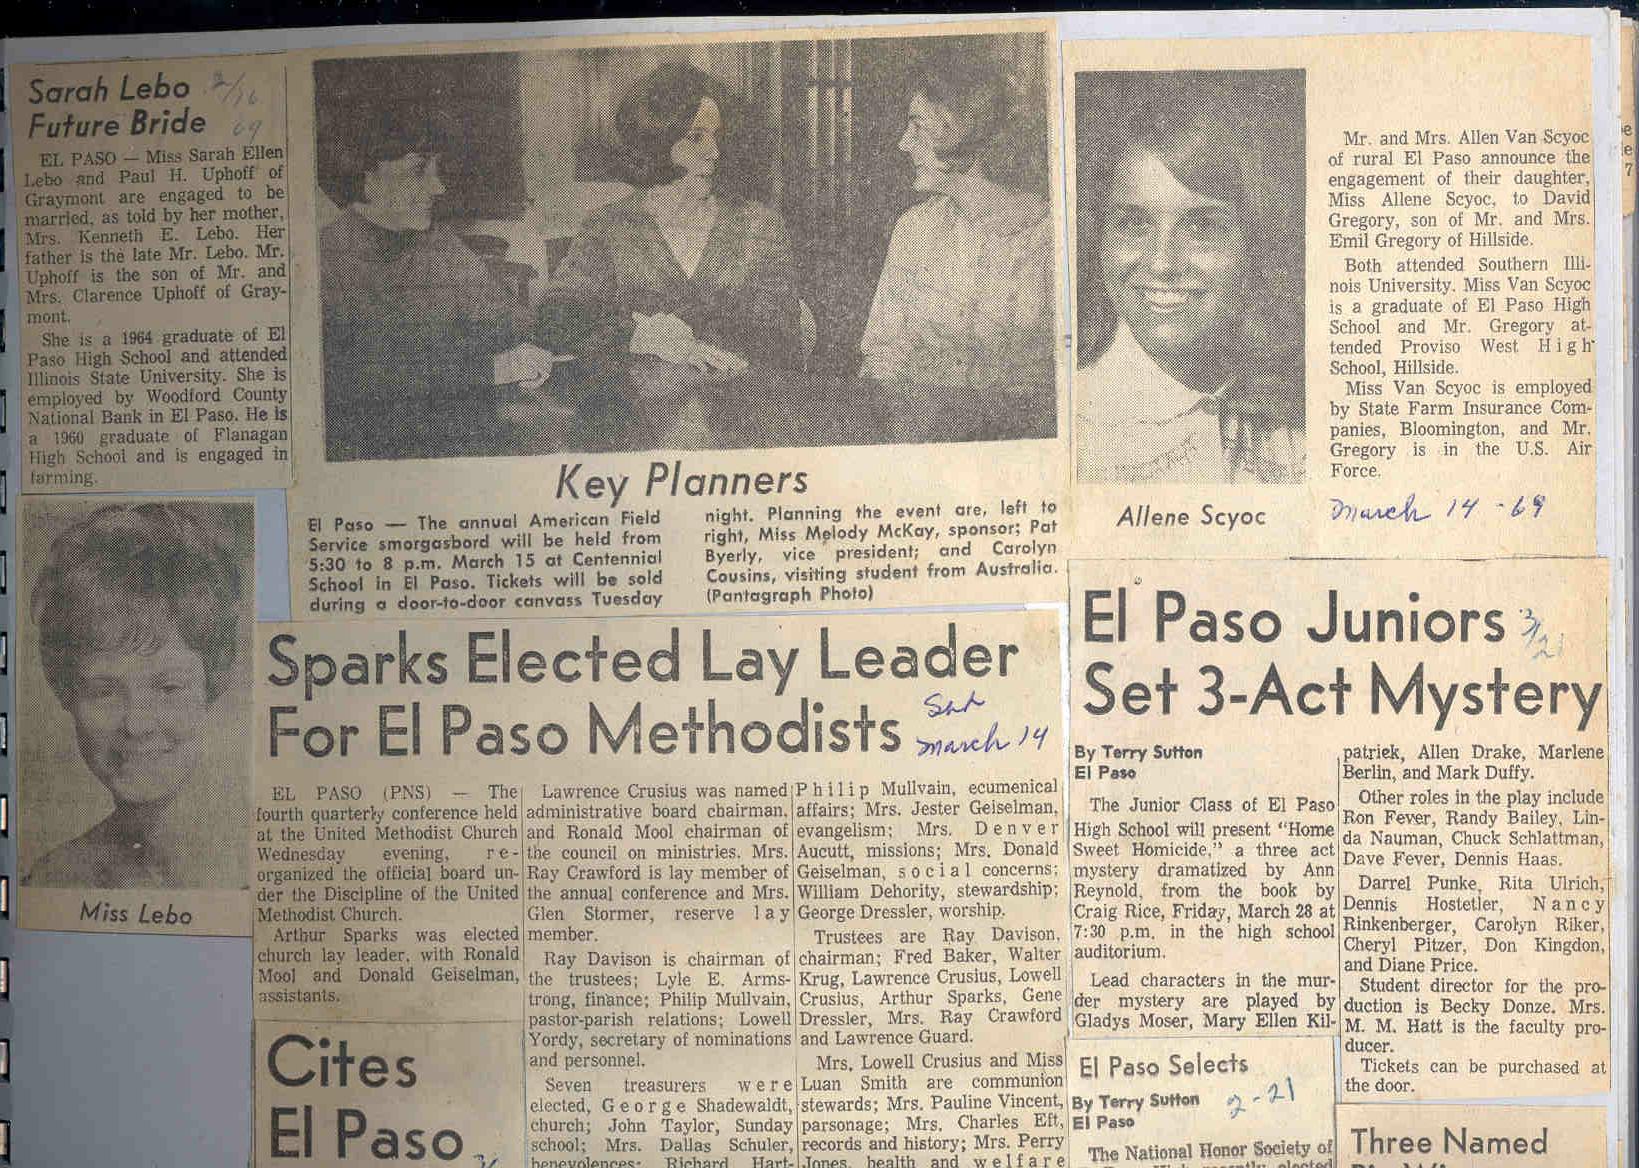 Sarah Lebo 2/16
Future Bride 69
EL PASO — Miss Sarah Ellen
Lebo and Paul H. Uphoff of
Graymont are engaged to be
married, as told by her mother,
Mrs. Kenneth E. Lebo. Her
father is the late Mr. Lebo. Mr.
Uphoff is the son of Mr. and
Mrs. Clarence Uphoff of Gray-
mont.
She is a 1964 graduate of El
Paso High School and attended
Illinois State University. She is
employed by Woodford County
National Bank in El Paso. He is
a 1960 graduate of Flanagan
High School and is engaged in
farming.
Miss Lebo
Key Planners
El Paso — The annual American Field
Service smorgasbord will be held from
5:30 to 8 p.m. March 15 at Centennial
School in El Paso. Tickets will be sold
during a door-to-door canvass Tuesday
night. Planning the event are, left to
right, Miss Melody McKay, sponsor; Pat
Byerly, vice president; and Carolyn
Cousins, visiting student from Australia.
(Pantagraph Photo)
Mr. and Mrs. Allen Van Scyoc
of rural El Paso announce the
engagement of their daughter,
Miss Allene Scyoc, to David
Gregory, son of Mr. and Mrs.
Emil Gregory of Hillside.
Both attended Southern Illi-
nois University. Miss Van Scyoc
is a graduate of El Paso High
School and Mr. Gregory at-
tended Proviso West High
School, Hillside.
Miss Van Scyoc is employed
by State Farm Insurance Com-
panies, Bloomington, and Mr.
Gregory is in the U.S. Air
Force.
Allene Scyoc
March 14 - 69
Sparks Elected Lay Leader
For El Paso Methodists
Sat
March 14
EL PASO (PNS) — The
fourth quarterly conference held
at the United Methodist Church
Wednesday evening, re-
organized the official board un-
der the Discipline of the United
Methodist Church.
Arthur Sparks was elected
church lay leader, with Ronald
Mool and Donald Geiselman,
assistants.
Lawrence Crusius was named
administrative board chairman,
and Ronald Mool chairman of
the council on ministries. Mrs.
Ray Crawford is lay member of
the annual conference and Mrs.
Glen Stormer, reserve lay
member.
Ray Davison is chairman of
the trustees; Lyle E. Arms-
trong, finance; Philip Mullvain,
pastor-parish relations; Lowell
Yordy, secretary of nominations
and personnel.
Seven treasurers were
elected, George Shadewaldt,
church; John Taylor, Sunday
school; Mrs. Dallas Schuler,
benevolences; Richard Hart-
Philip Mullvain, ecumenical
affairs; Mrs. Jester Geiselman,
evangelism; Mrs. Denver
Aucutt, missions; Mrs. Donald
Geiselman, social concerns;
William Dehority, stewardship;
George Dressler, worship.
Trustees are Ray Davison,
chairman; Fred Baker, Walter
Krug, Lawrence Crusius, Lowell
Crusius, Arthur Sparks, Gene
Dressler, Mrs. Ray Crawford
and Lawrence Guard.
Mrs. Lowell Crusius and Miss
Luan Smith are communion
stewards; Mrs. Pauline Vincent,
parsonage; Mrs. Charles Eft,
records and history; Mrs. Perry
Jones, health and welfare
Cites
El Paso
El Paso Juniors 3/21
Set 3-Act Mystery
By Terry Sutton
El Paso
The Junior Class of El Paso
High School will present "Home
Sweet Homicide," a three act
mystery dramatized by Ann
Reynold, from the book by
Craig Rice, Friday, March 28 at
7:30 p.m. in the high school
auditorium.
Lead characters in the mur-
der mystery are played by
Gladys Moser, Mary Ellen Kil-
patriek, Allen Drake, Marlene
Berlin, and Mark Duffy.
Other roles in the play include
Ron Fever, Randy Bailey, Lin-
da Nauman, Chuck Schlattman,
Dave Fever, Dennis Haas.
Darrel Punke, Rita Ulrich,
Dennis Hostetler, Nancy
Rinkenberger, Carolyn Riker,
Cheryl Pitzer, Don Kingdon,
and Diane Price.
Student director for the pro-
duction is Becky Donze. Mrs.
M. M. Hatt is the faculty pro-
ducer.
Tickets can be purchased at
the door.
El Paso Selects
By Terry Sutton 2-21
El Paso
The National Honor Society of
Three Named